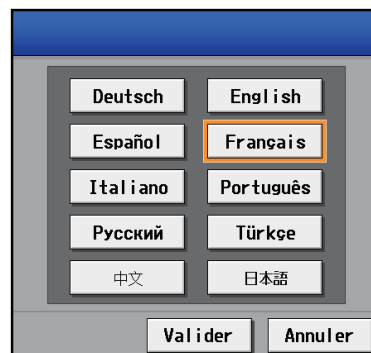 Deutsch English
Español Français
Italiano Português
Русский Türkçe
中文 日本語
Valider Annuler